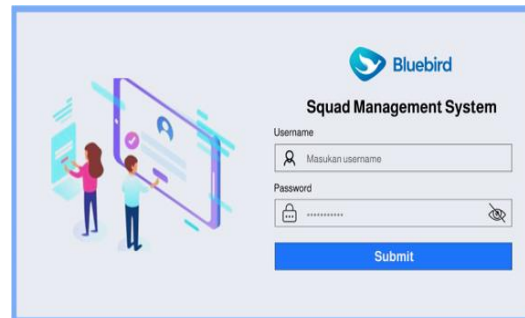 Bluebird
Squad Management System
Username
Masukan username
Password
Submit